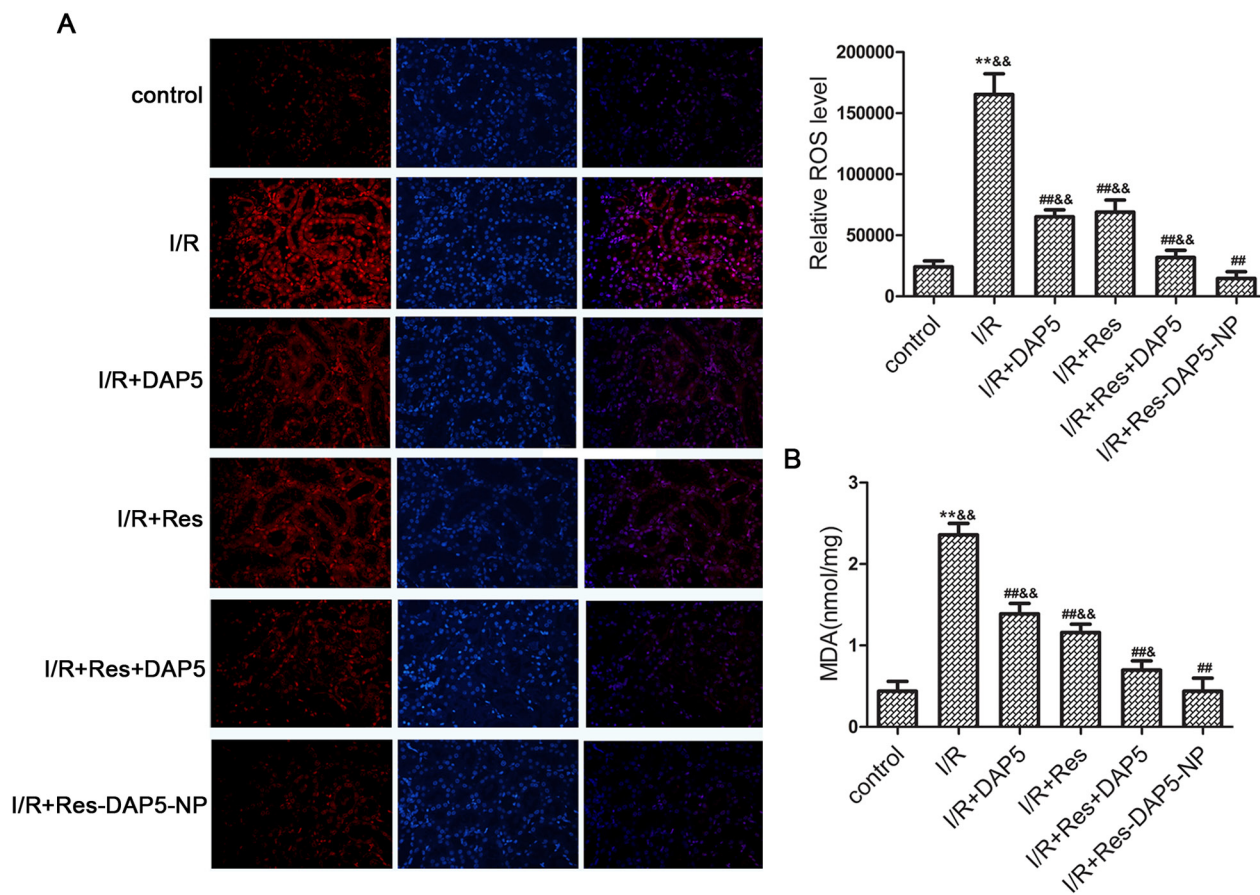 A
control
I/R
I/R+DAP5
I/R+Res
I/R+Res+DAP5
I/R+Res-DAP5-NP
Relative ROS level
200000
150000
100000
50000
0
**&&
##&&
##&&
##&&
##
control
I/R
I/R+DAP5
I/R+Res
I/R+Res+DAP5
I/R+Res-DAP5-NP
B
MDA(nmol/mg)
3
2
1
0
**&&
##&&
##&&
##&
##
control
I/R
I/R+DAP5
I/R+Res
I/R+Res+DAP5
I/R+Res-DAP5-NP